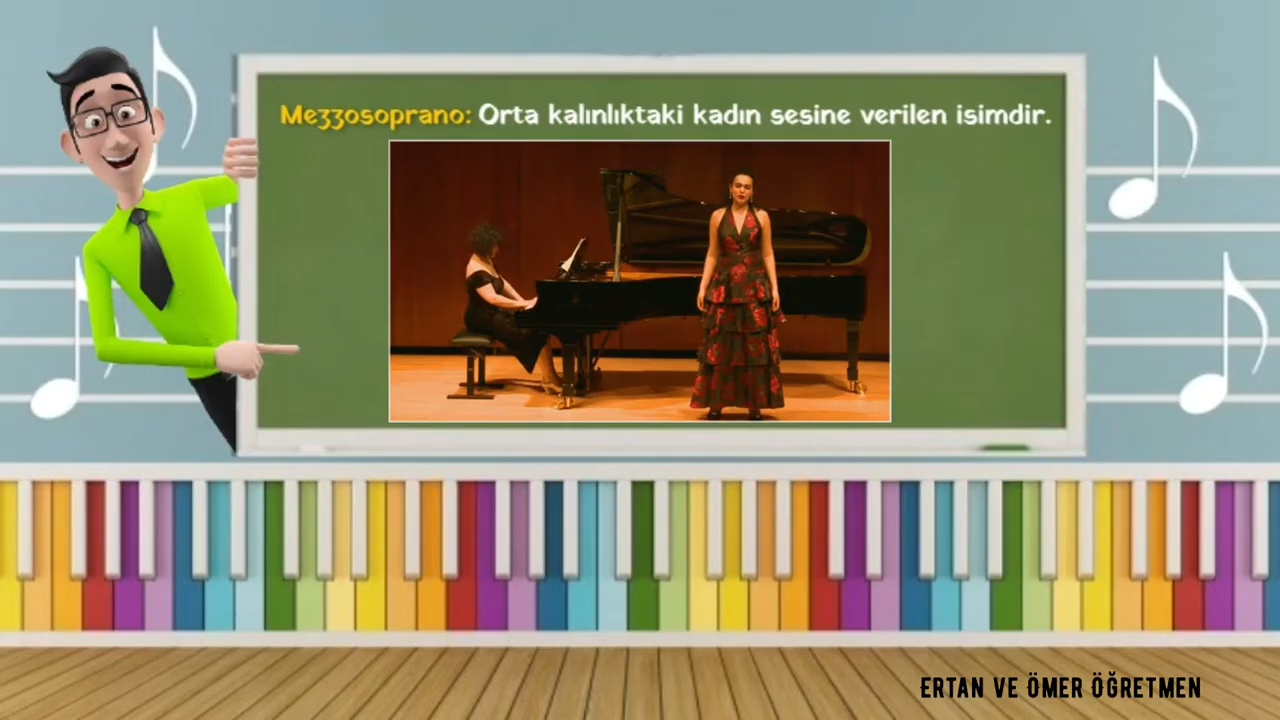 Mezzosoprano: Orta kalınlıktaki kadın sesine verilen isimdir.
ERTAN VE ÖMER ÖĞRETMEN